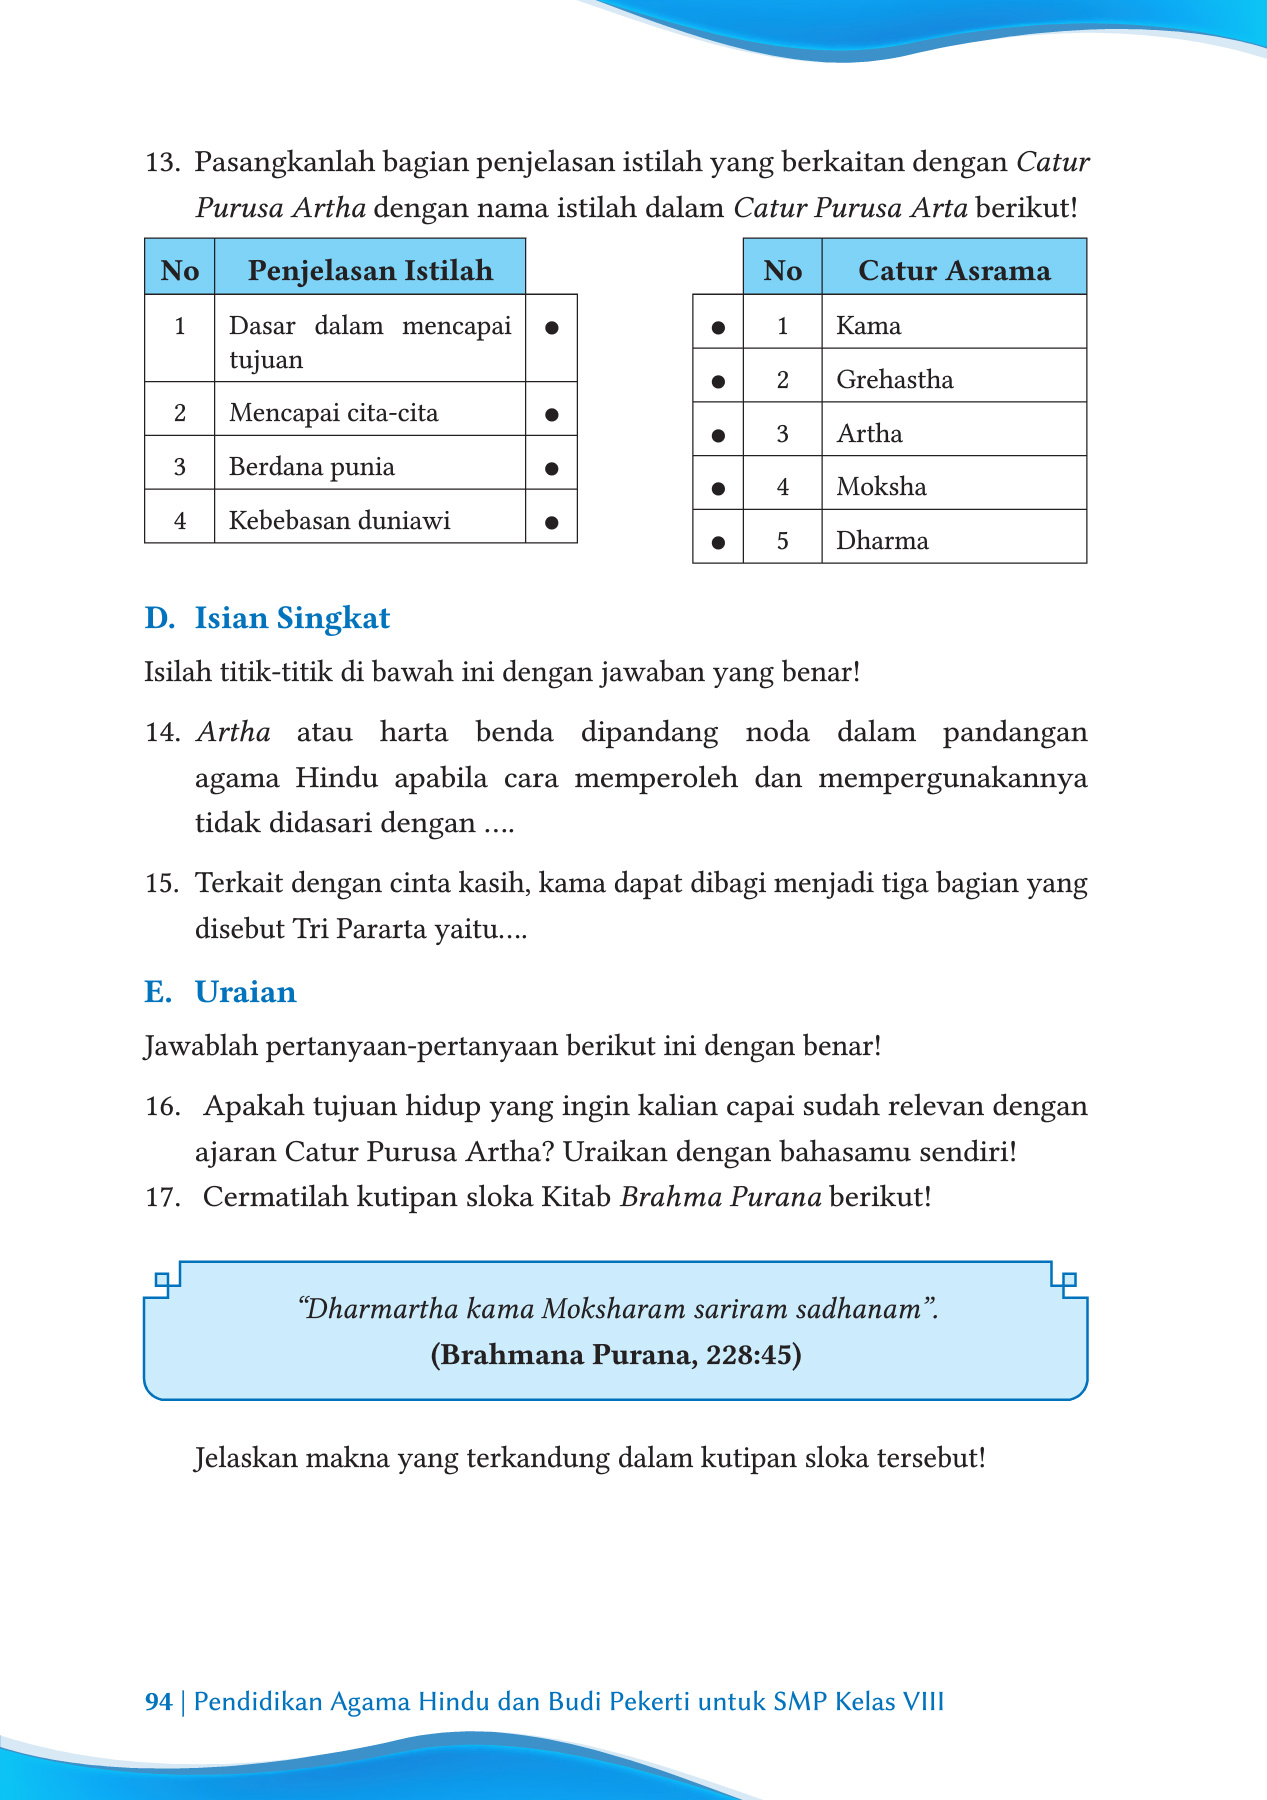 13. Pasangkanlah bagian penjelasan istilah yang berkaitan dengan Catur
Purusa Artha dengan nama istilah dalam Catur Purusa Arta berikut!
No Penjelasan Istilah
1 Dasar dalam mencapai
tujuan ●
2 Mencapai cita-cita ●
3 Berdana punia ●
4 Kebebasan duniawi ●
No Catur Asrama
● 1 Kama
● 2 Grehastha
● 3 Artha
● 4 Moksha
● 5 Dharma
D. Isian Singkat
Isilah titik-titik di bawah ini dengan jawaban yang benar!
14. Artha atau harta benda dipandang noda dalam pandangan
agama Hindu apabila cara memperoleh dan mempergunakannya
tidak didasari dengan ....
15. Terkait dengan cinta kasih, kama dapat dibagi menjadi tiga bagian yang
disebut Tri Pararta yaitu....
E. Uraian
Jawablah pertanyaan-pertanyaan berikut ini dengan benar!
16. Apakah tujuan hidup yang ingin kalian capai sudah relevan dengan
ajaran Catur Purusa Artha? Uraikan dengan bahasamu sendiri!
17. Cermatilah kutipan sloka Kitab Brahma Purana berikut!
“Dharmartha kama Moksharam sariram sadhanam”.
(Brahmana Purana, 228:45)
Jelaskan makna yang terkandung dalam kutipan sloka tersebut!
94 | Pendidikan Agama Hindu dan Budi Pekerti untuk SMP Kelas VIII